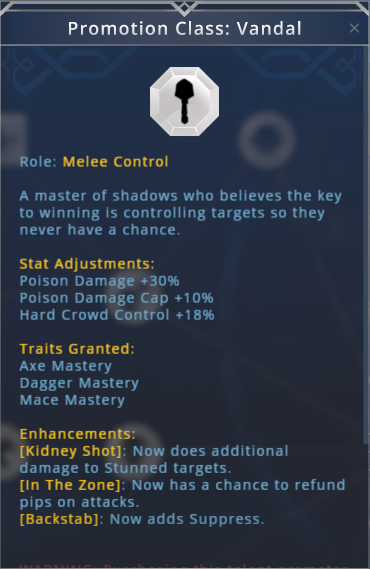 Promotion Class: Vandal
Role: Melee Control
A master of shadows who believes the key
to winning is controlling targets so they
never have a chance.
Stat Adjustments:
Poison Damage +30%
Poison Damage Cap +10%
Hard Crowd Control +18%
Traits Granted:
Axe Mastery
Dagger Mastery
Mace Mastery
Enhancements:
[Kidney Shot]: Now does additional
damage to Stunned targets.
[In The Zone]: Now has a chance to refund
pips on attacks.
[Backstab]: Now adds Suppress.